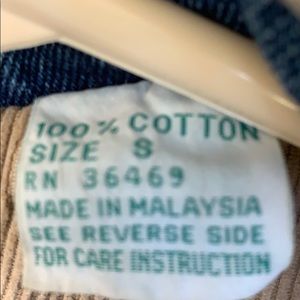 100% COTTON
SIZE S
RN 36469
MADE IN MALAYSIA
SEE REVERSE SIDE
FOR CARE INSTRUCTION